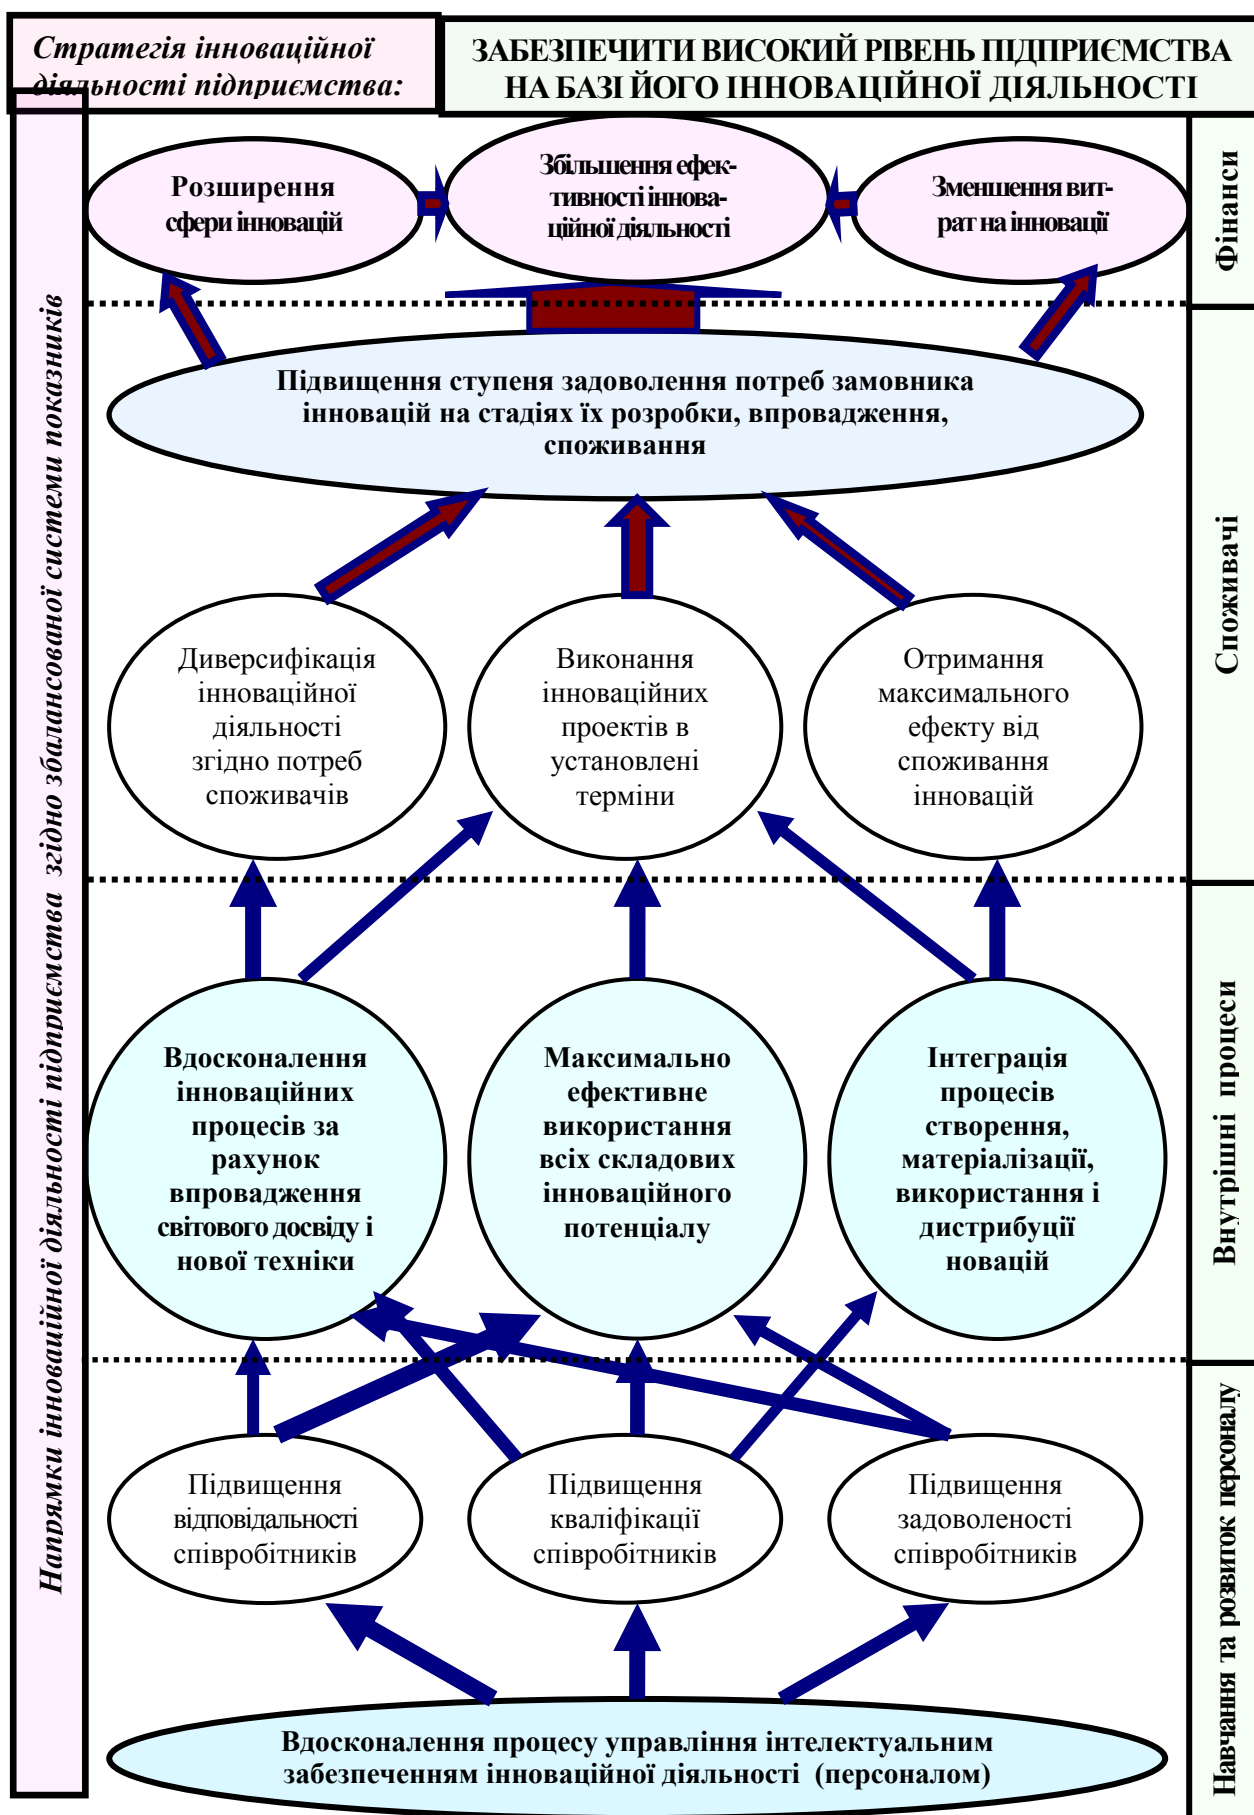 Стратегія інноваційної
діяльності підприємства:
ЗАБЕЗПЕЧИТИ ВИСОКИЙ РІВЕНЬ ПІДПРИЄМСТВА
НА БАЗІ ЙОГО ІННОВАЦІЙНОЇ ДІЯЛЬНОСТІ
Напрямки інноваційної діяльності підприємства згідно збалансованої системи показників
Розширення
сфери інновацій
Збільшення ефек-
тивності іннова-
ційної діяльності
Зменшення вит-
рат на інновації
Фінанси
Підвищення ступеня задоволення потреб замовника
інновацій на стадіях їх розробки, впровадження,
споживання
Диверсифікація
інноваційної
діяльності
згідно потреб
споживачів
Виконання
інноваційних
проектів в
установлені
терміни
Отримання
максимального
ефекту від
споживання
інновацій
Споживачі
Вдосконалення
інноваційних
процесів за
рахунок
впровадження
світового досвіду і
нової техніки
Максимально
ефективне
використання
всіх складових
інноваційного
потенціалу
Інтеграція
процесів
створення,
матеріалізації,
використання і
дистрибуції
новацій
Внутрішні процеси
Підвищення
відповідальності
співробітників
Підвищення
кваліфікації
співробітників
Підвищення
задоволеності
співробітників
Вдосконалення процесу управління інтелектуальним
забезпеченням інноваційної діяльності (персоналом)
Навчання та розвиток персоналу